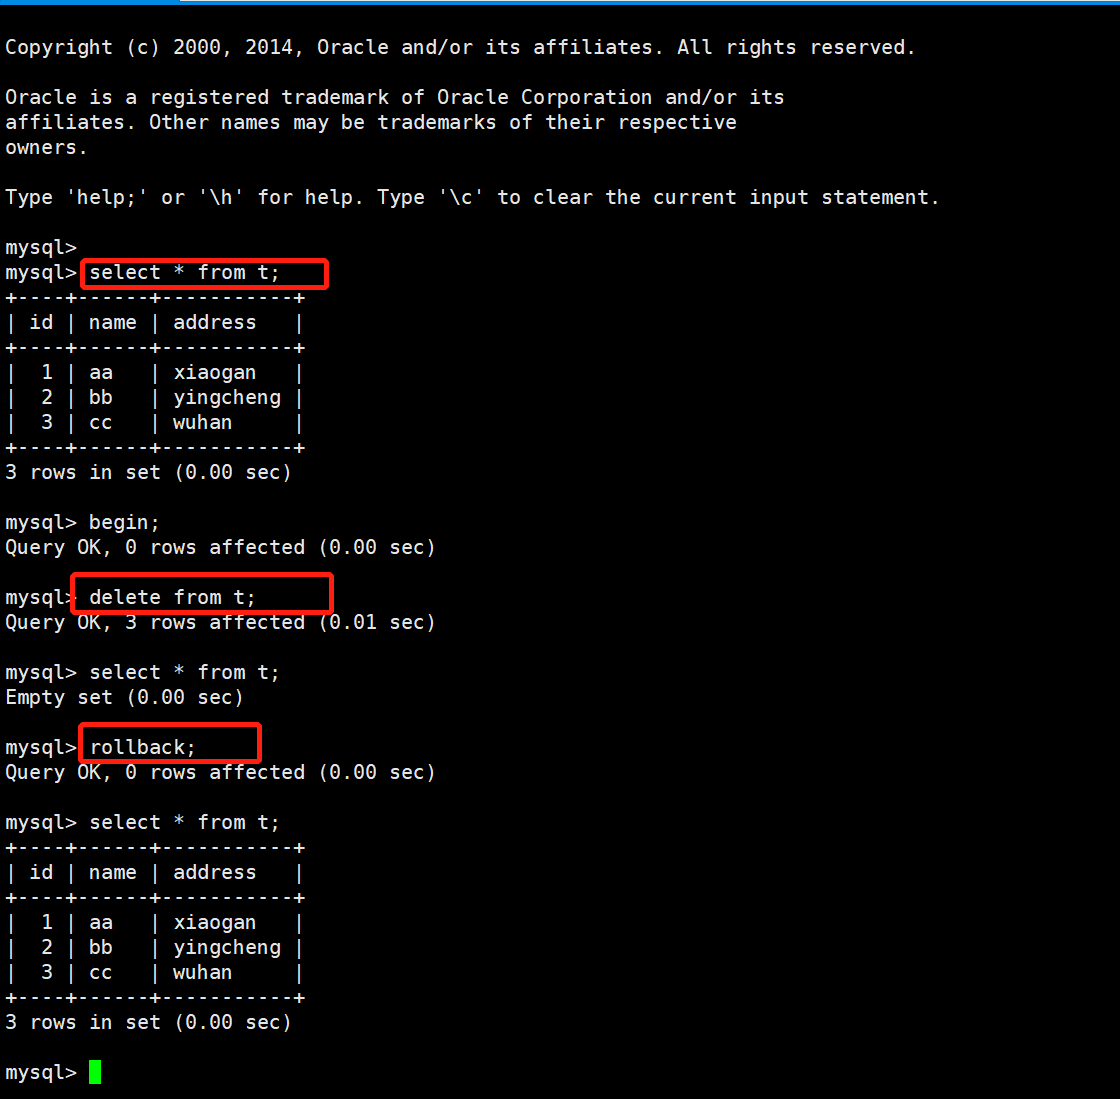 Copyright (c) 2000, 2014, Oracle and/or its affiliates. All rights reserved.
Oracle is a registered trademark of Oracle Corporation and/or its
affiliates. Other names may be trademarks of their respective
owners.
Type 'help;' or '\h' for help. Type '\c' to clear the current input statement.
mysql>
mysql> select * from t;
+----+------+-----------+
| id | name | address   |
+----+------+-----------+
|  1 | aa   | xiaogan   |
|  2 | bb   | yingcheng |
|  3 | cc   | wuhan     |
+----+------+-----------+
3 rows in set (0.00 sec)
mysql> begin;
Query OK, 0 rows affected (0.00 sec)
mysql> delete from t;
Query OK, 3 rows affected (0.01 sec)
mysql> select * from t;
Empty set (0.00 sec)
mysql> rollback;
Query OK, 0 rows affected (0.00 sec)
mysql> select * from t;
+----+------+-----------+
| id | name | address   |
+----+------+-----------+
|  1 | aa   | xiaogan   |
|  2 | bb   | yingcheng |
|  3 | cc   | wuhan     |
+----+------+-----------+
3 rows in set (0.00 sec)
mysql>